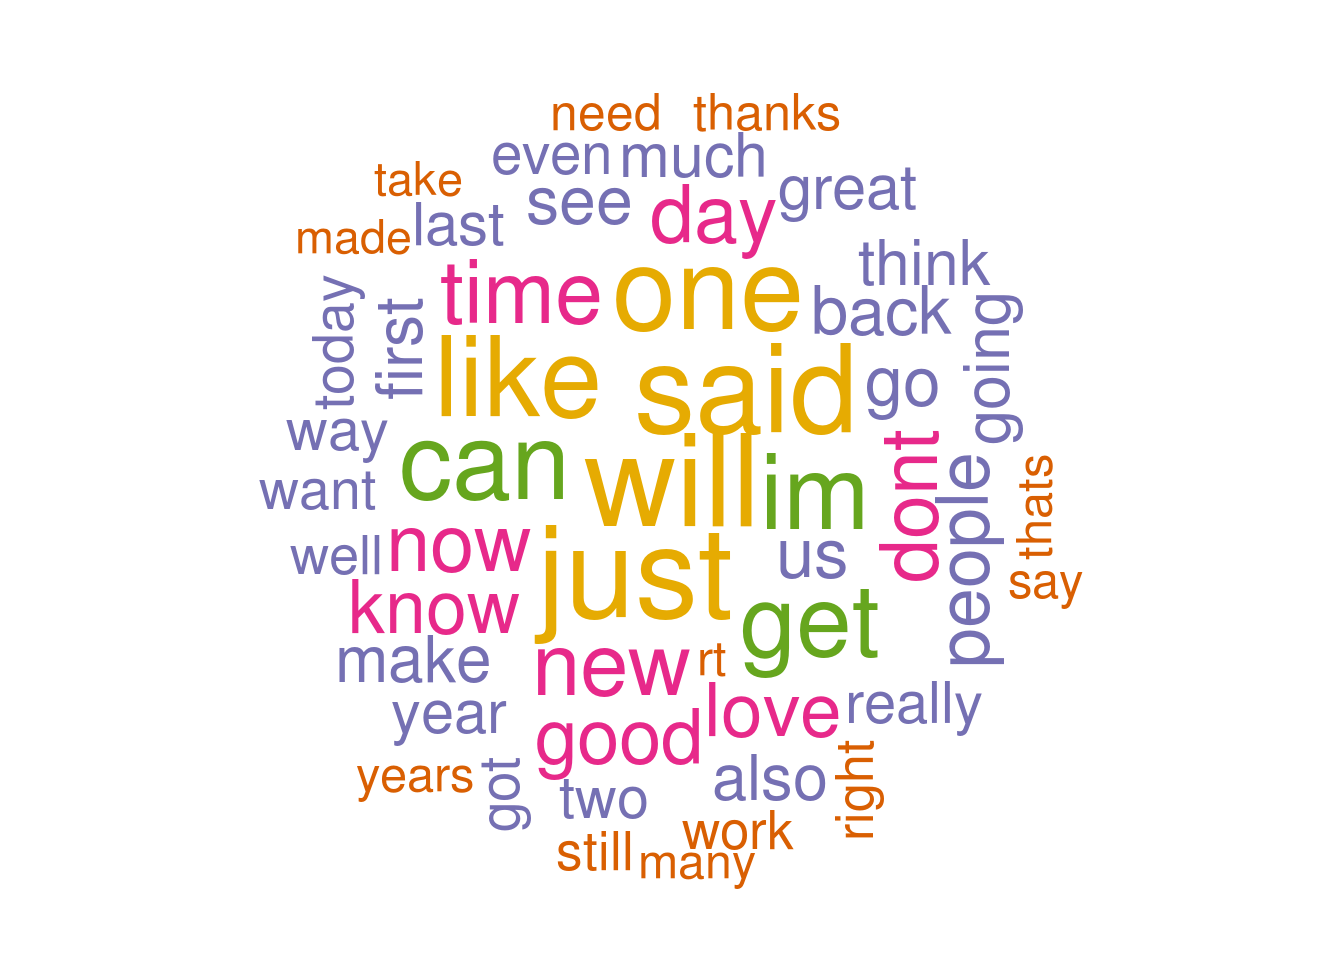 need thanks
even much
take see day great
made last
time one think
today first back going
like said go
way can will im dont people thats
want
well now just us say
know get
make new rt
year good love really
years got two also right
work
still many